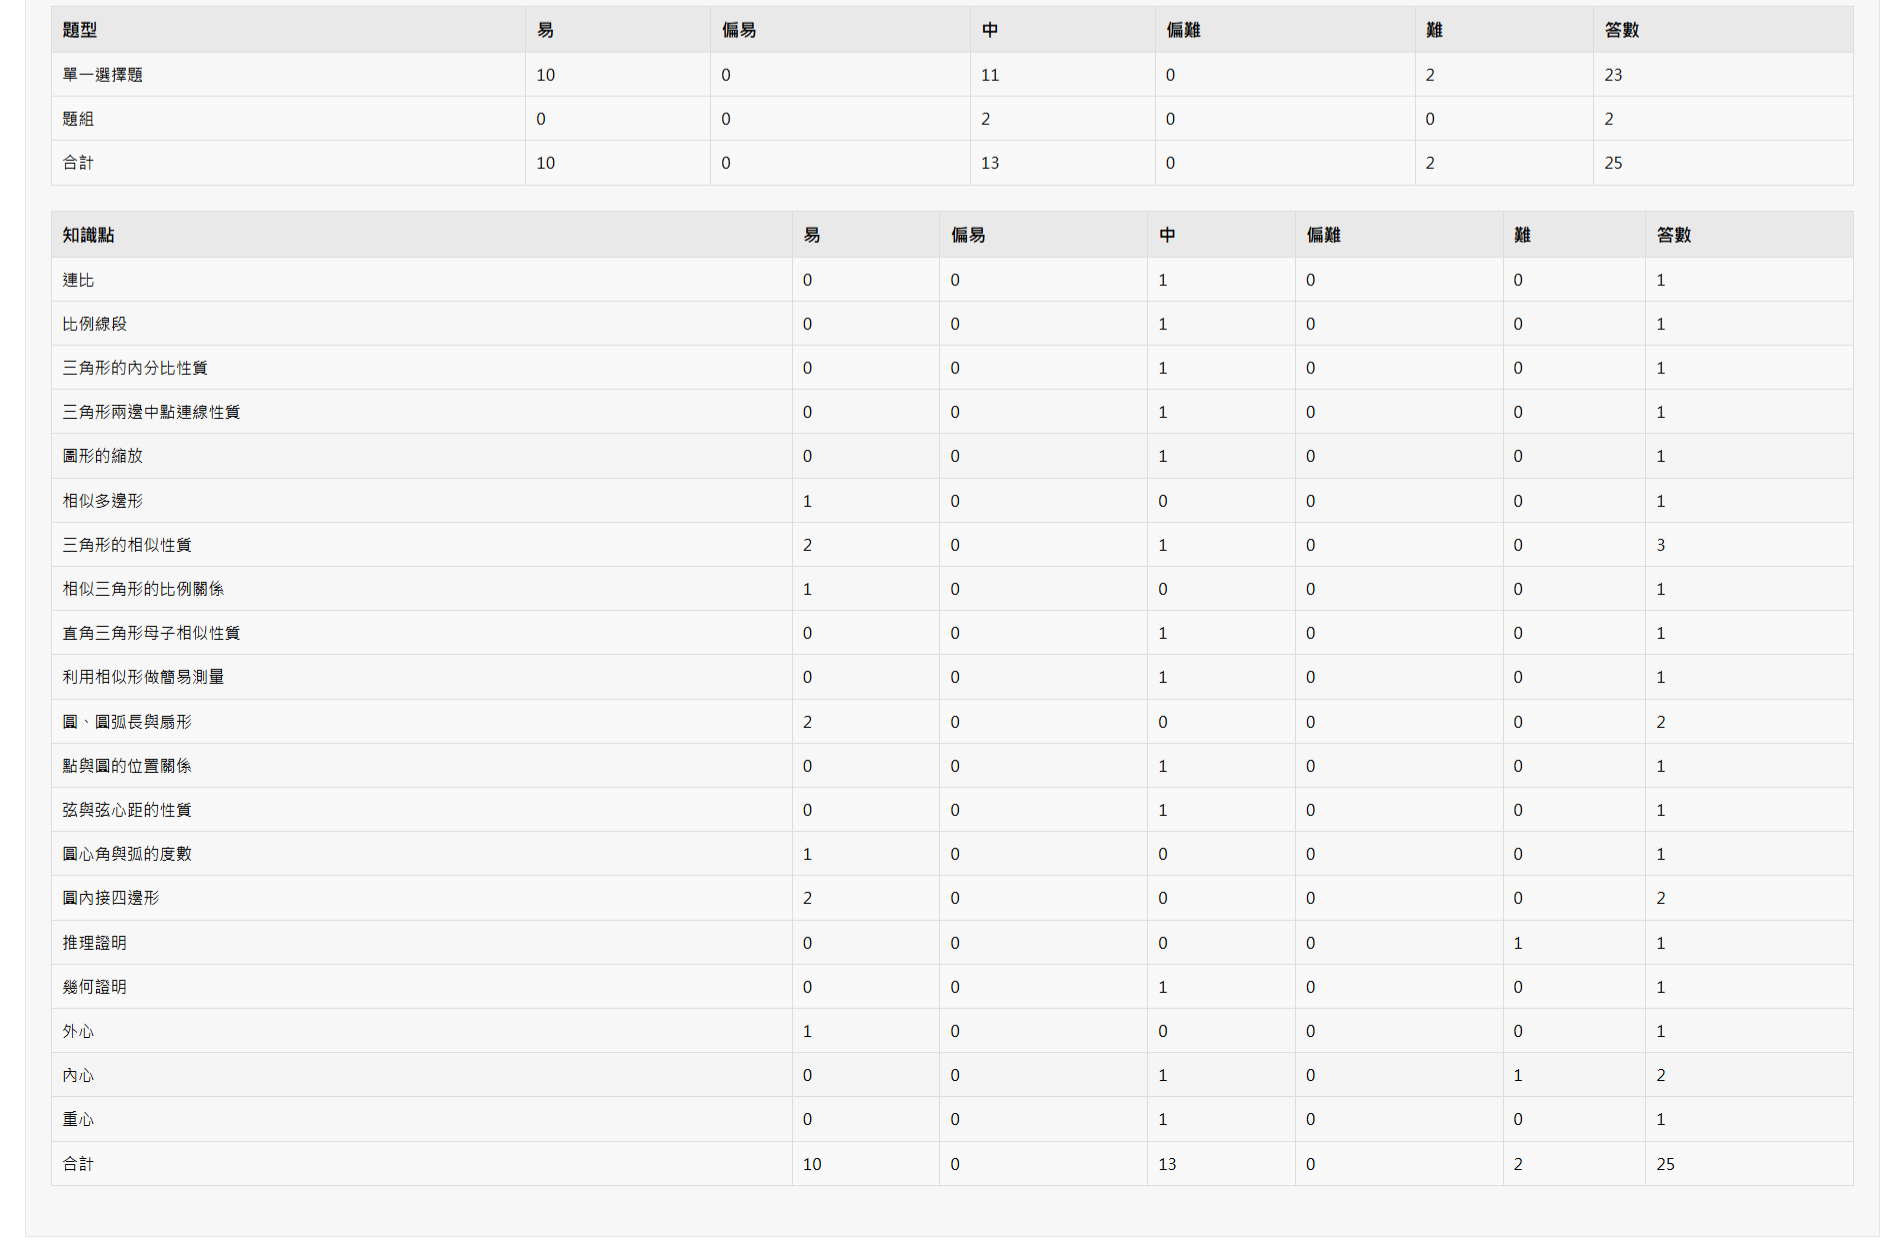 題型 易 偏易 中 偏難 難 答數
單一選擇題 10 0 11 0 2 23
題組 0 0 2 0 0 2
合計 10 0 13 0 2 25
知識點 易 偏易 中 偏難 難 答數
連比 0 0 1 0 0 1
比例線段 0 0 1 0 0 1
三角形的內分比性質 0 0 1 0 0 1
三角形兩邊中點連線性質 0 0 1 0 0 1
圖形的縮放 0 0 1 0 0 1
相似多邊形 1 0 0 0 0 1
三角形的相似性質 2 0 1 0 0 3
相似三角形的比例關係 1 0 0 0 0 1
直角三角形母子相似性質 0 0 1 0 0 1
利用相似形做簡易測量 0 0 1 0 0 1
圓、圓弧長與扇形 2 0 0 0 0 2
點與圓的位置關係 0 0 1 0 0 1
弦與弦心距的性質 0 0 1 0 0 1
圓心角與弧的度數 1 0 0 0 0 1
圓內接四邊形 2 0 0 0 0 2
推理證明 0 0 0 0 1 1
幾何證明 0 0 1 0 0 1
外心 1 0 0 0 0 1
內心 0 0 1 0 1 2
重心 0 0 1 0 0 1
合計 10 0 13 0 2 25